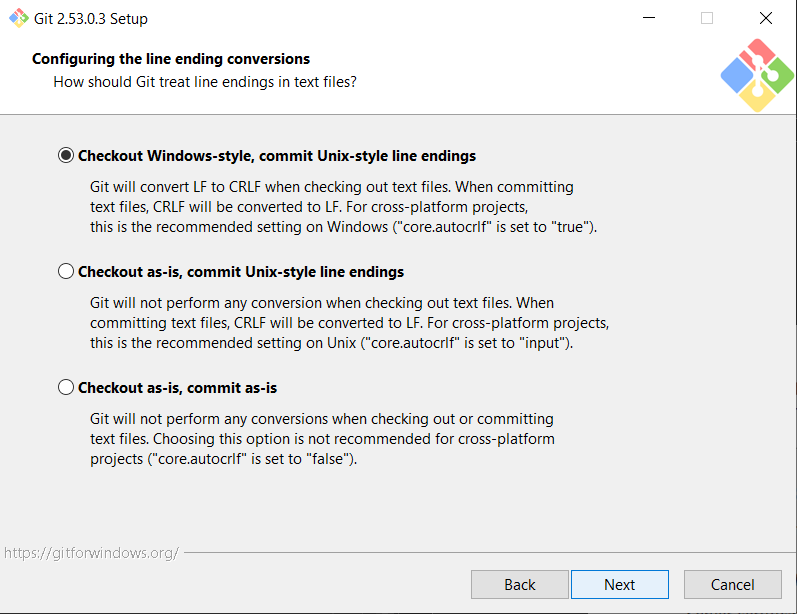 Git 2.53.0.3 Setup
Configuring the line ending conversions
How should Git treat line endings in text files?
Checkout Windows-style, commit Unix-style line endings
Git will convert LF to CRLF when checking out text files. When committing
text files, CRLF will be converted to LF. For cross-platform projects,
this is the recommended setting on Windows ("core.autocrlf" is set to "true").
Checkout as-is, commit Unix-style line endings
Git will not perform any conversion when checking out text files. When
committing text files, CRLF will be converted to LF. For cross-platform projects,
this is the recommended setting on Unix ("core.autocrlf" is set to "input").
Checkout as-is, commit as-is
Git will not perform any conversions when checking out or committing
text files. Choosing this option is not recommended for cross-platform
projects ("core.autocrlf" is set to "false").
https://gitforwindows.org/
Back Next Cancel